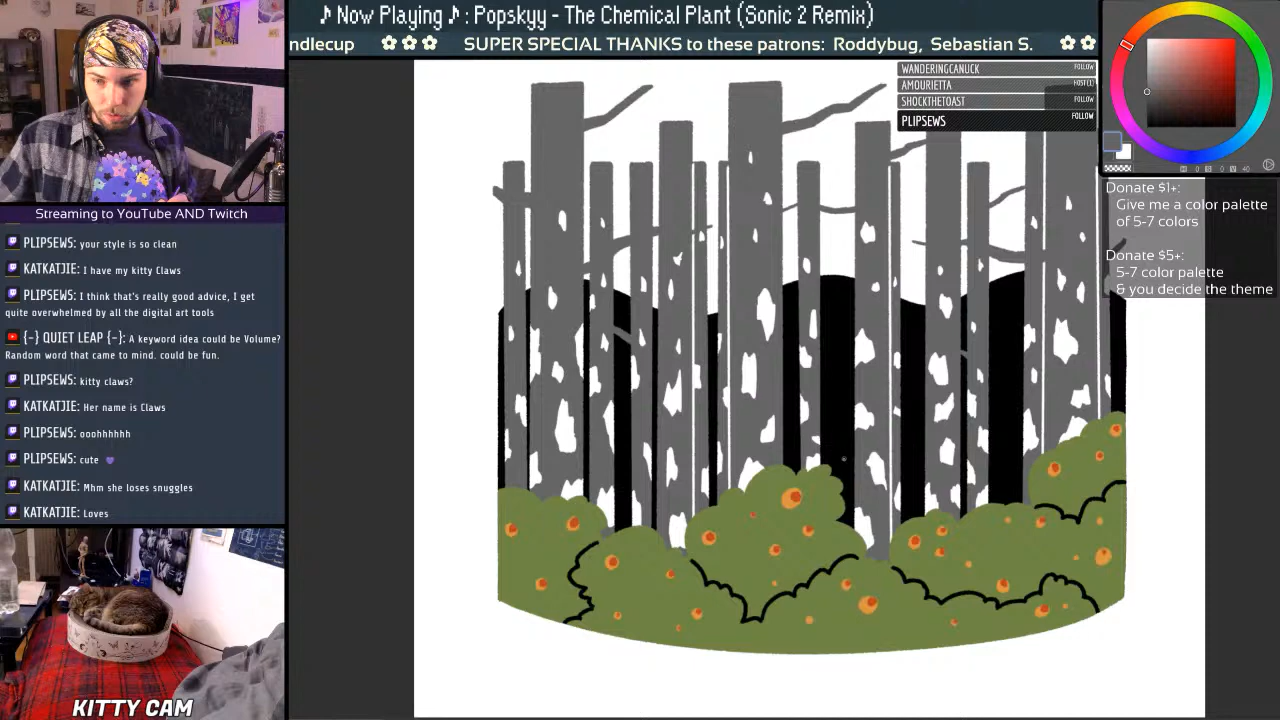 ♪ Now Playing ♪ : Popskyy - The Chemical Plant (Sonic 2 Remix)
ndlecup ✿ ✿ ✿ SUPER SPECIAL THANKS to these patrons: Roddybug, Sebastian S. ✿ ✿
WANDERINGCANUCK FOLLOW
AMOURIETTA HOST(1)
SHOCKTHETOAST FOLLOW
PLIPSEWS FOLLOW
Donate $1+:
Give me a color palette
of 5-7 colors
Donate $5+:
5-7 color palette
& you decide the theme
Streaming to YouTube AND Twitch
PLIPSEWS: your style is so clean
KATKATJIE: I have my kitty Claws
PLIPSEWS: I think that's really good advice, I get
quite overwhelmed by all the digital art tools
{-} QUIET LEAP {-}: A keyword idea could be Volume?
Random word that came to mind. could be fun.
PLIPSEWS: kitty claws?
KATKATJIE: Her name is Claws
PLIPSEWS: ooohhhhhh
PLIPSEWS: cute 💜
KATKATJIE: Mhm she loses snuggles
KATKATJIE: Loves
KITTY CAM